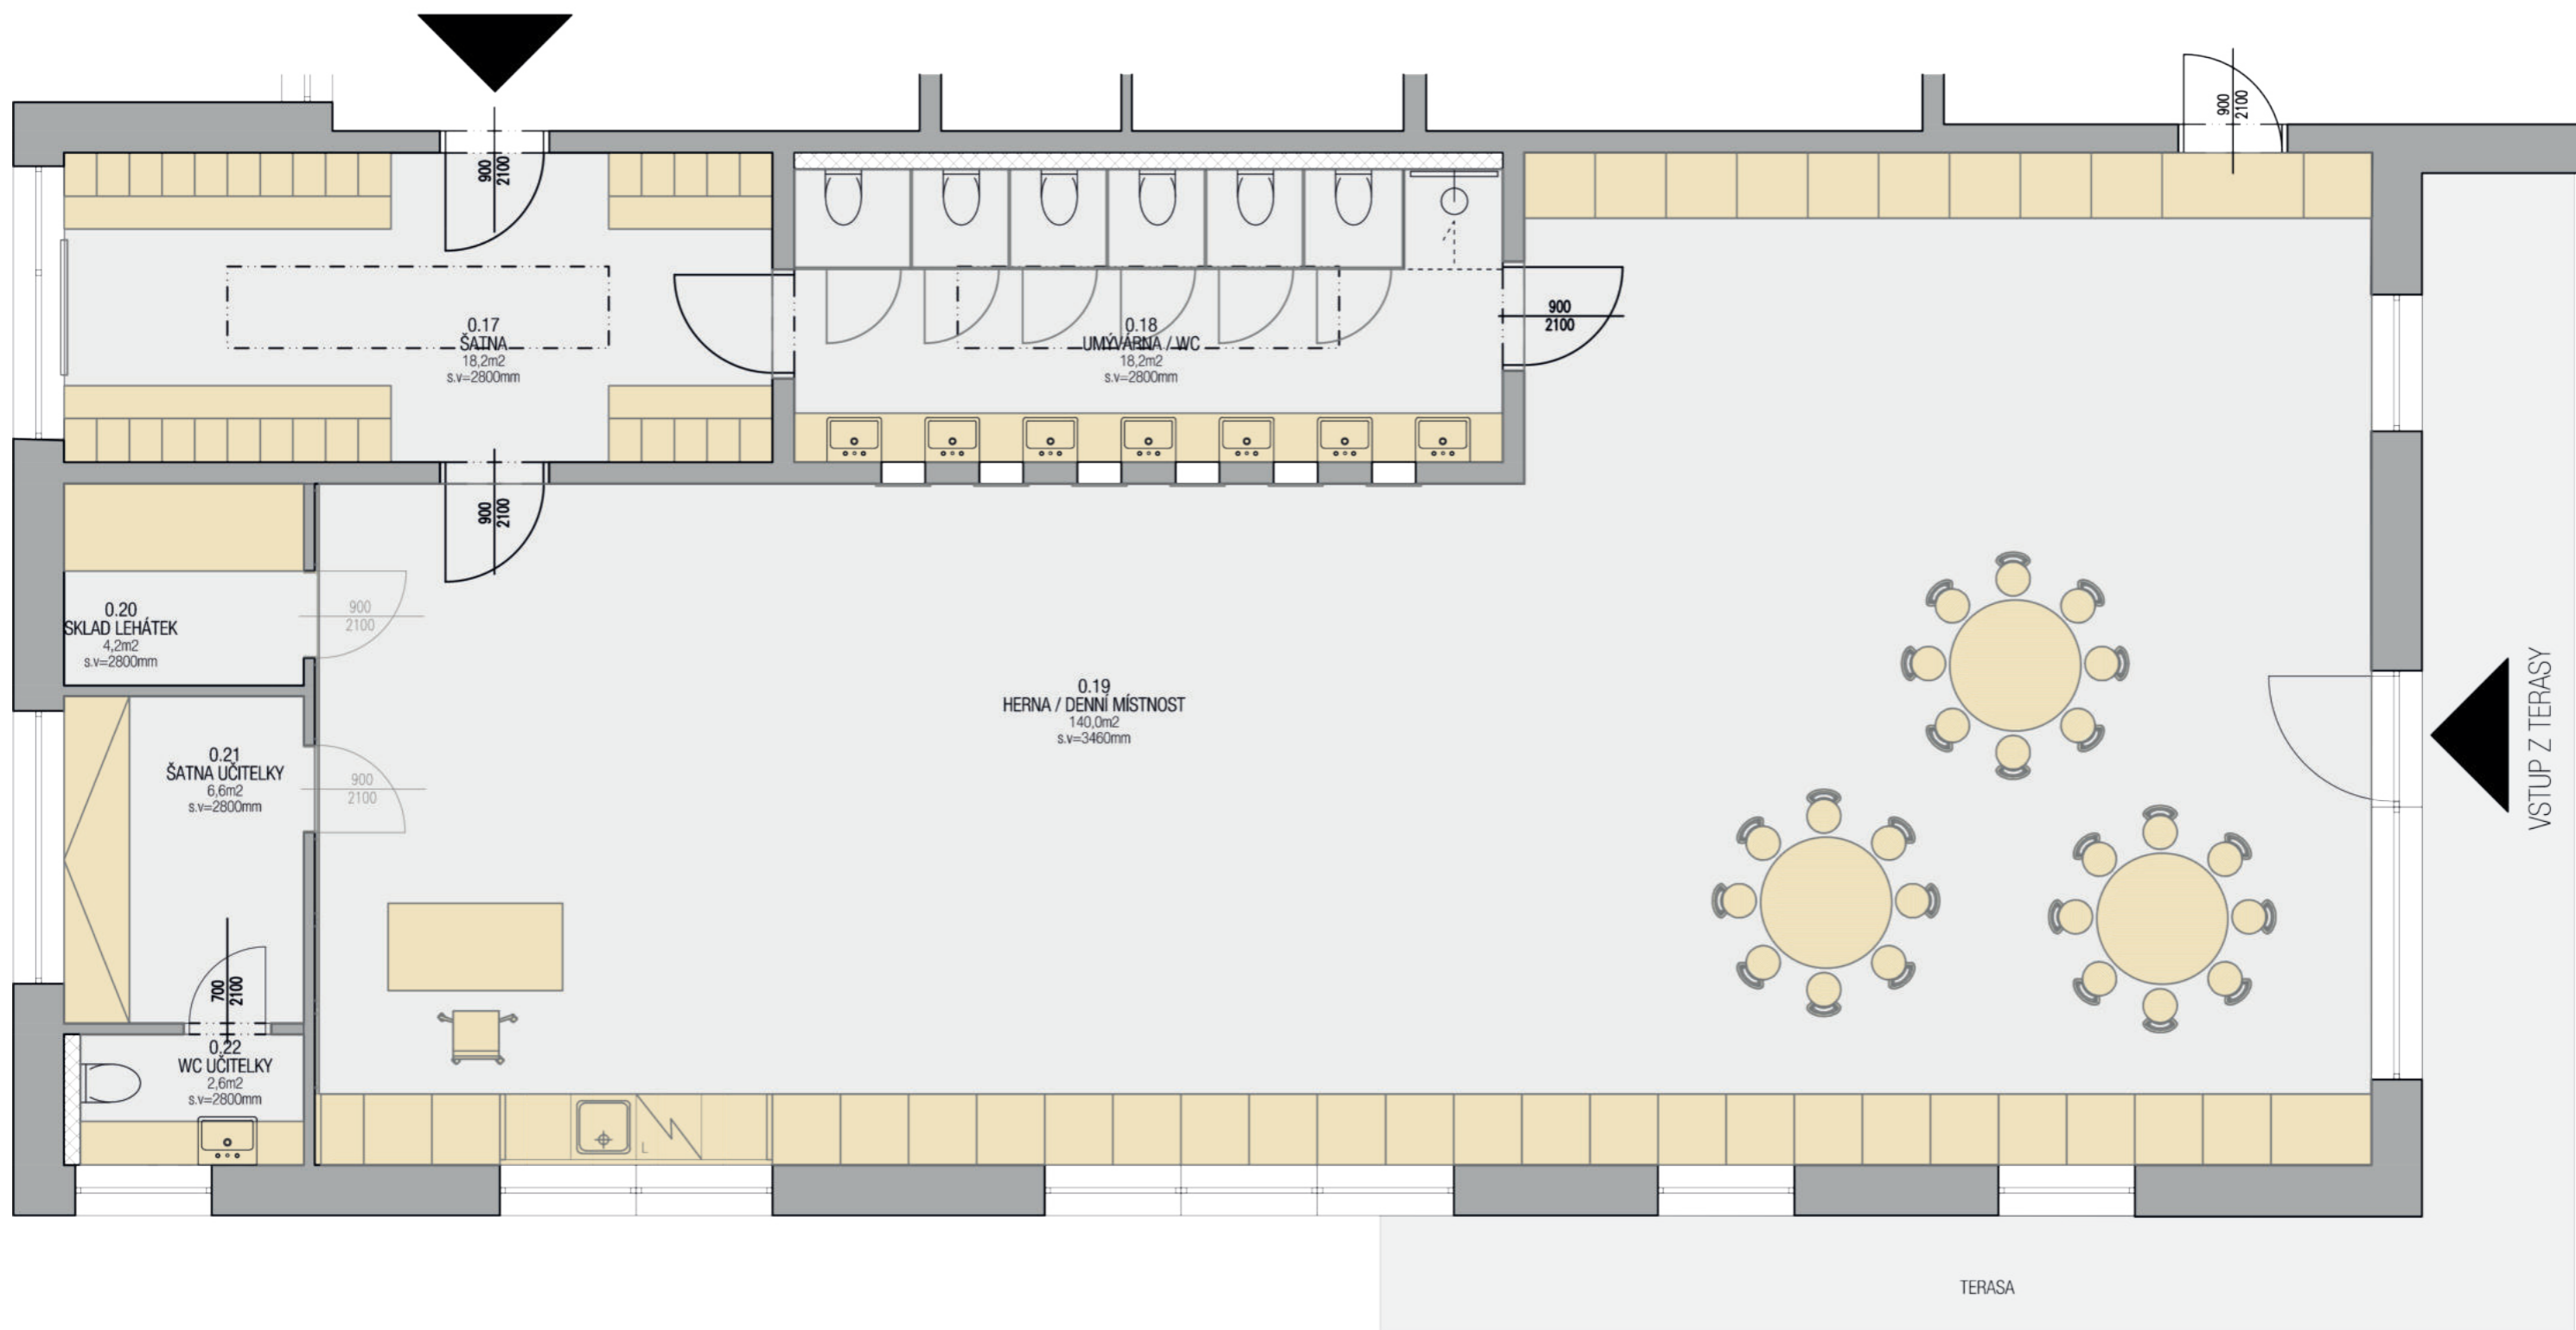 900
2100
900
2100
0.17
ŠATNA
18,2m2
s.v=2800mm
0.18
UMÝVÁRNA / WC
18,2m2
s.v=2800mm
900
2100
900
2100
0.20
SKLAD LEHÁTEK
4,2m2
s.v=2800mm
900
2100
0.19
HERNA / DENNÍ MÍSTNOST
140,0m2
s.v=3460mm
VSTUP Z TERASY
0.21
ŠATNA UČITELKY
6,6m2
s.v=2800mm
900
2100
700
2100
0.22
WC UČITELKY
2,6m2
s.v=2800mm
L
TERASA